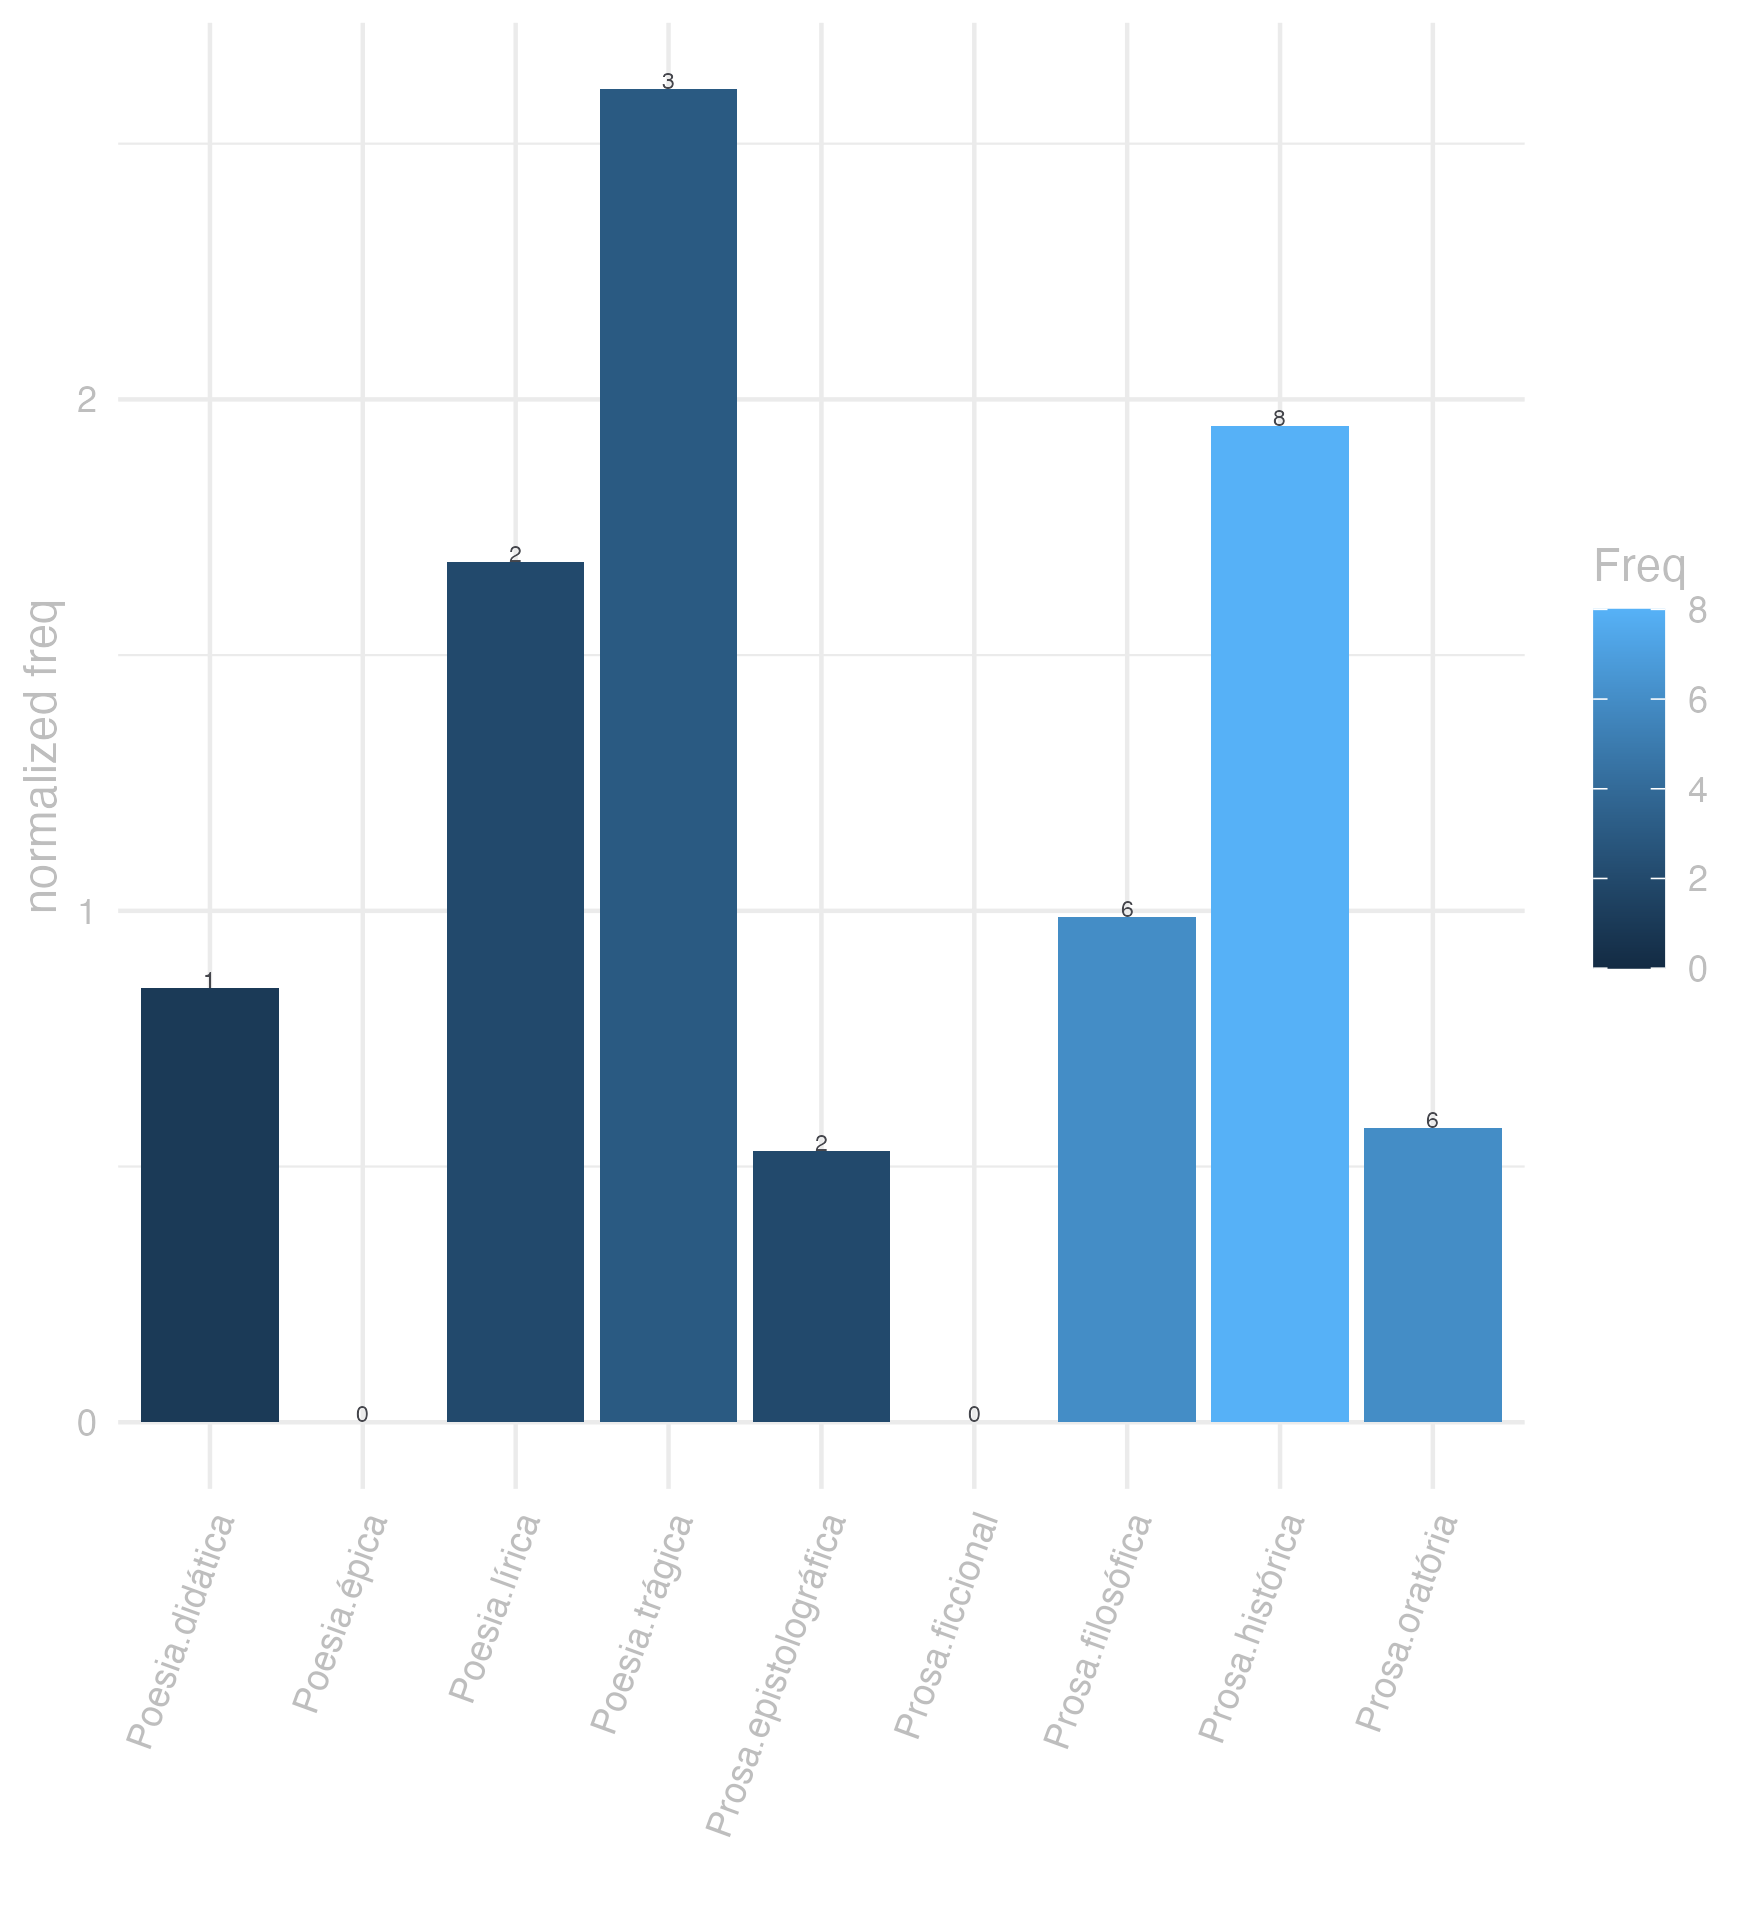 3
2
8
2
normalized freq
1
1
6
2
6
0
0
0
Freq
8
6
4
2
0
Poesia.didática
Poesia.épica
Poesia.lírica
Poesia.trágica
Prosa.epistolográfica
Prosa.ficcional
Prosa.filosófica
Prosa.histórica
Prosa.oratória